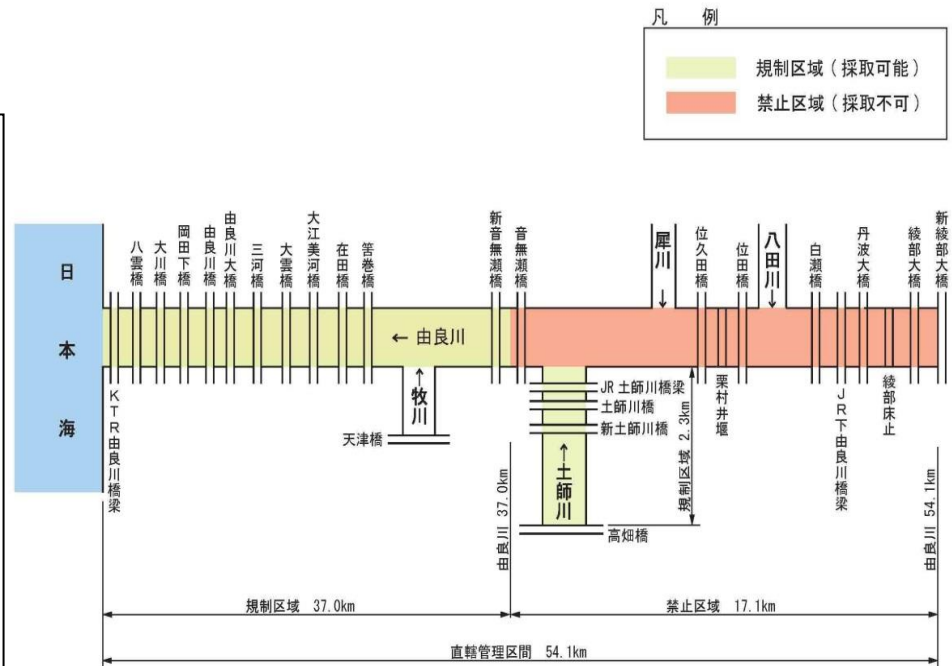 凡　例
規制区域（採取可能）
禁止区域（採取不可）
日本海
八雲橋
大川橋
岡田下橋
由良川橋
由良川大橋
三河橋
大雲橋
大江美河橋
在田橋
筈巻橋
新音無瀬橋
音無瀬橋
犀川
位久田橋
位田橋
八田川
白瀬橋
丹波大橋
綾部大橋
新綾部大橋
← 由良川
KTR由良川橋梁
牧川
天津橋
JR 土師川橋梁
土師川橋
新土師川橋
土師川
高畑橋
規制区域 2.3km
栗村井堰
JR下由良川橋梁
綾部床止
由良川 37.0km
由良川 54.1km
規制区域　37.0km
禁止区域　17.1km
直轄管理区間　54.1km